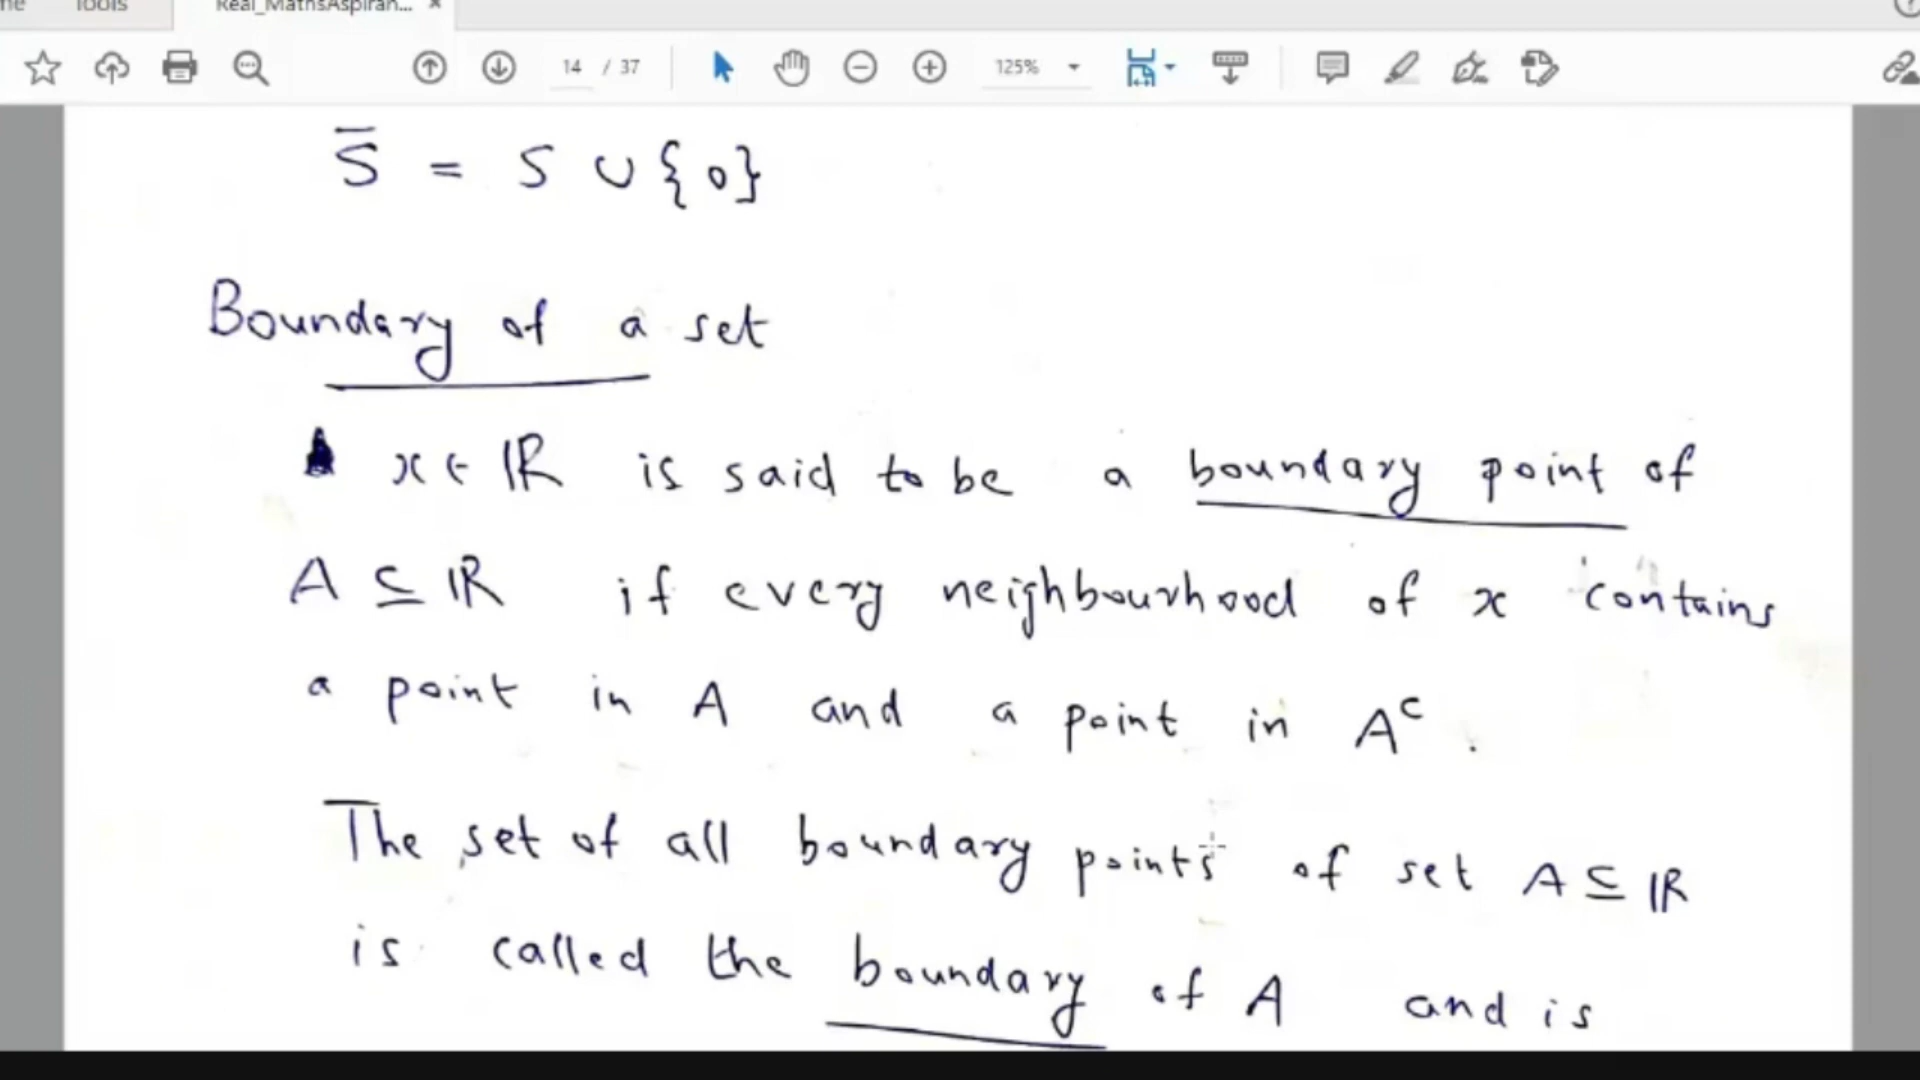 Tools
Real_MathsAspiran...
14 / 37
125%
S̅ = S ∪ {0}
Boundary of a set
x ∈ ℝ is said to be a boundary point of
A ⊆ ℝ if every neighbourhood of x contains
a point in A and a point in Aᶜ.
The set of all boundary points of set A ⊆ ℝ
is called the boundary of A and is